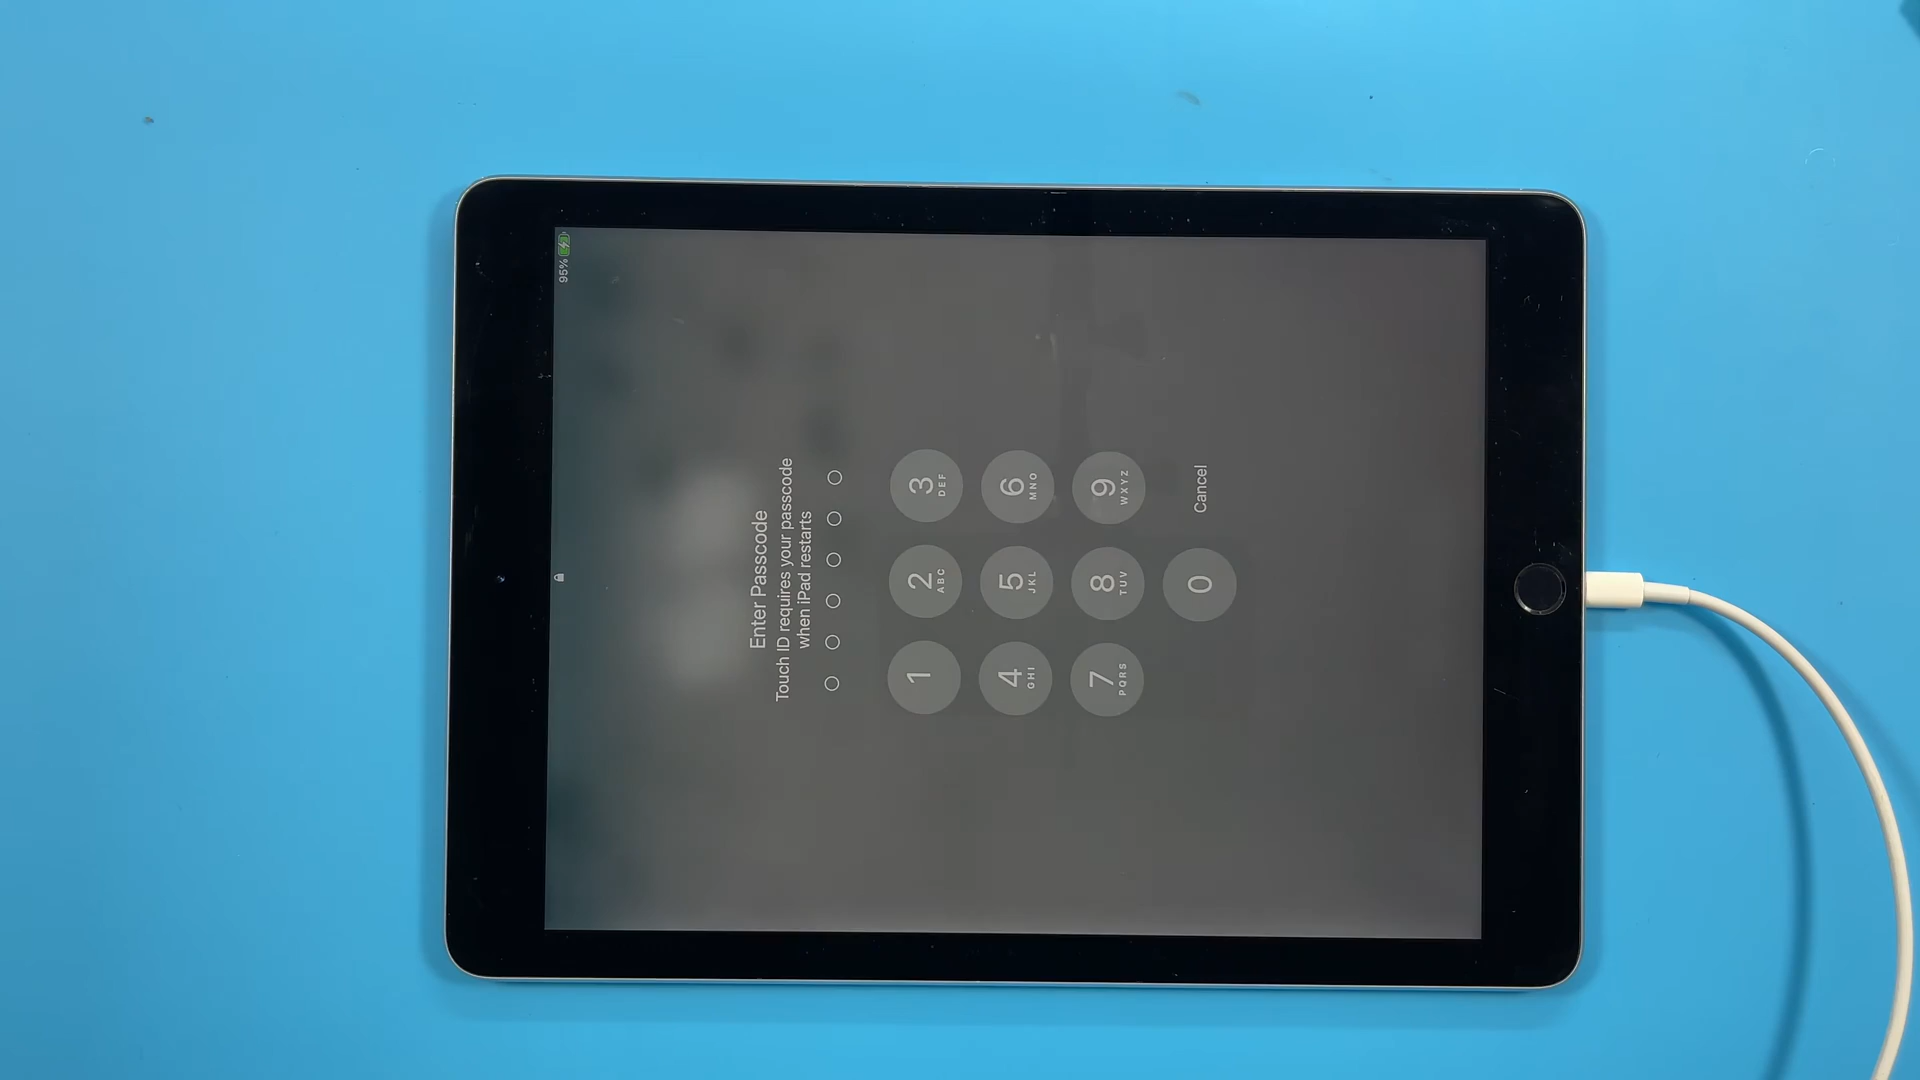 95%
Enter Passcode
Touch ID requires your passcode
when iPad restarts
1
2
ABC
3
DEF
4
GHI
5
JKL
6
MNO
7
PQRS
8
TUV
9
WXYZ
0
Cancel